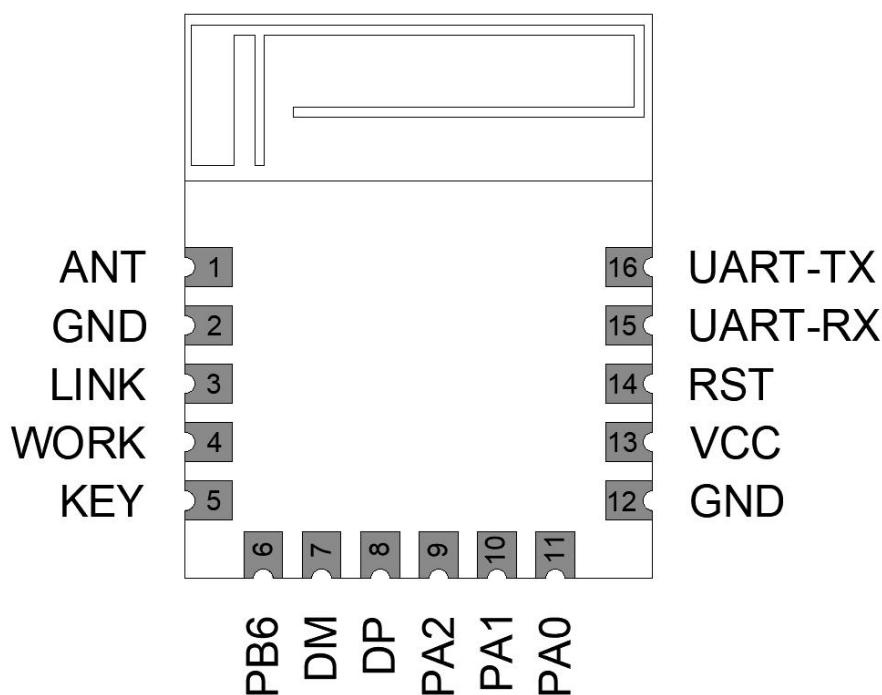 ANT 1 16 UART-TX
GND 2 15 UART-RX
LINK 3 14 RST
WORK 4 13 VCC
KEY 5 12 GND
6 7 8 9 10 11
PB6 DM DP PA2 PA1 PA0